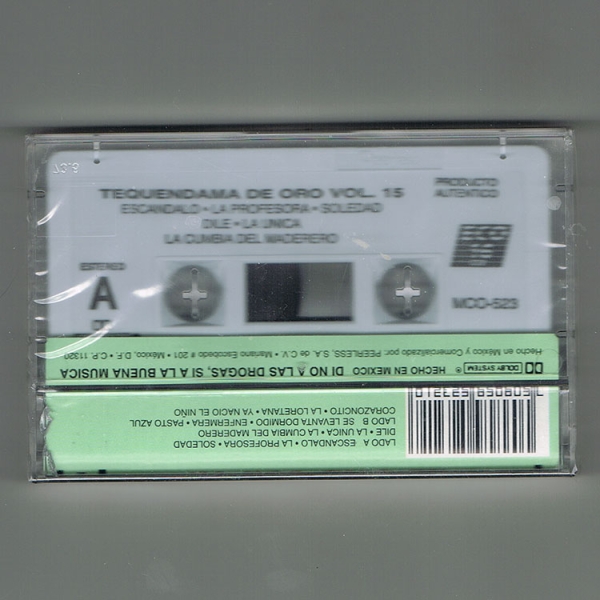 TEQUENDAMA DE ORO VOL. 15
ESCANDALO • LA PROFESORA • SOLEDAD
DILE • LA UNICA
LA CUMBIA DEL MADERERO
PRODUCTO
AUTENTICO
ESTEREO
A
MCO-523
Hecho en México y Comercializado por: PEERLESS, S.A. de C.V. • Mariano Escobedo # 201 • México, D.F., C.P. 11320
DOLBY SYSTEM ® HECHO EN MEXICO DI NO A LAS DROGAS, SI A LA BUENA MUSICA
LADO A ESCANDALO • LA PROFESORA • SOLEDAD
DILE • LA UNICA • LA CUMBIA DEL MADERERO
LADO B SE LEVANTA DORMIDO • ENFERMERA • PASTO AZUL
CORAZONCITO • LA LORETANA • YA NACIO EL NIÑO